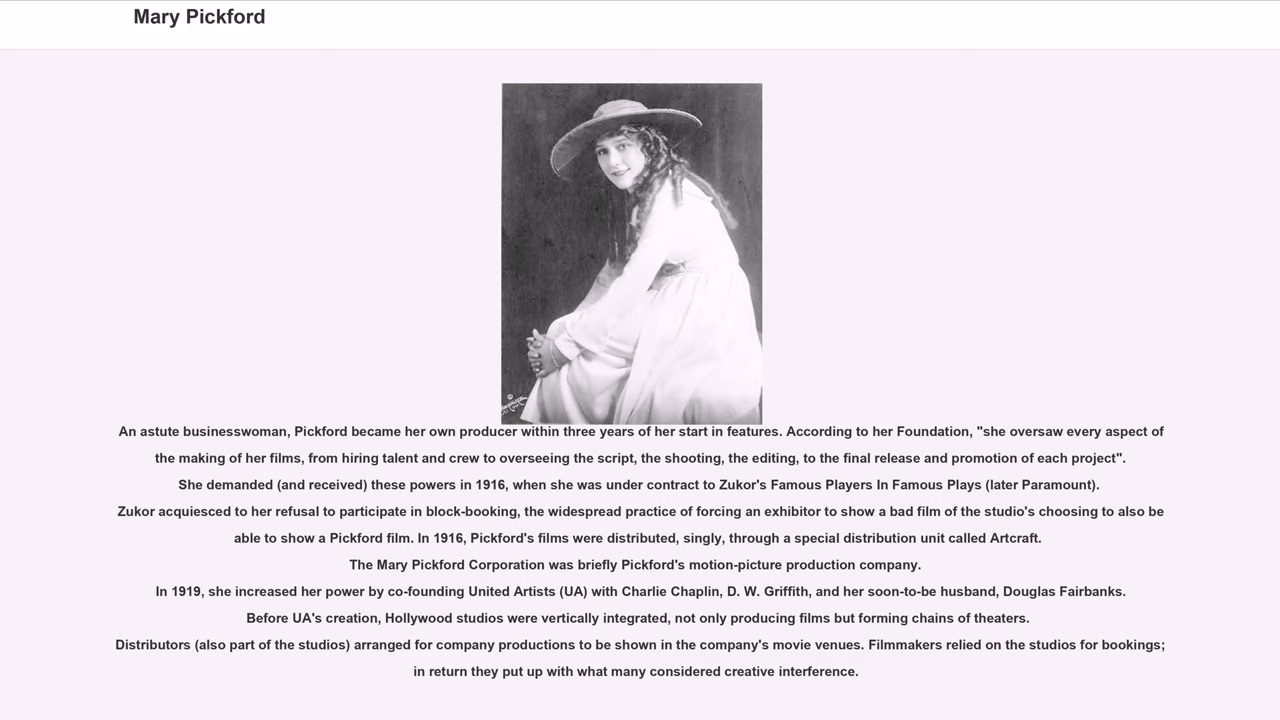 Mary Pickford
An astute businesswoman, Pickford became her own producer within three years of her start in features. According to her Foundation, "she oversaw every aspect of
the making of her films, from hiring talent and crew to overseeing the script, the shooting, the editing, to the final release and promotion of each project".
She demanded (and received) these powers in 1916, when she was under contract to Zukor's Famous Players In Famous Plays (later Paramount).
Zukor acquiesced to her refusal to participate in block-booking, the widespread practice of forcing an exhibitor to show a bad film of the studio's choosing to also be
able to show a Pickford film. In 1916, Pickford's films were distributed, singly, through a special distribution unit called Artcraft.
The Mary Pickford Corporation was briefly Pickford's motion-picture production company.
In 1919, she increased her power by co-founding United Artists (UA) with Charlie Chaplin, D. W. Griffith, and her soon-to-be husband, Douglas Fairbanks.
Before UA's creation, Hollywood studios were vertically integrated, not only producing films but forming chains of theaters.
Distributors (also part of the studios) arranged for company productions to be shown in the company's movie venues. Filmmakers relied on the studios for bookings;
in return they put up with what many considered creative interference.